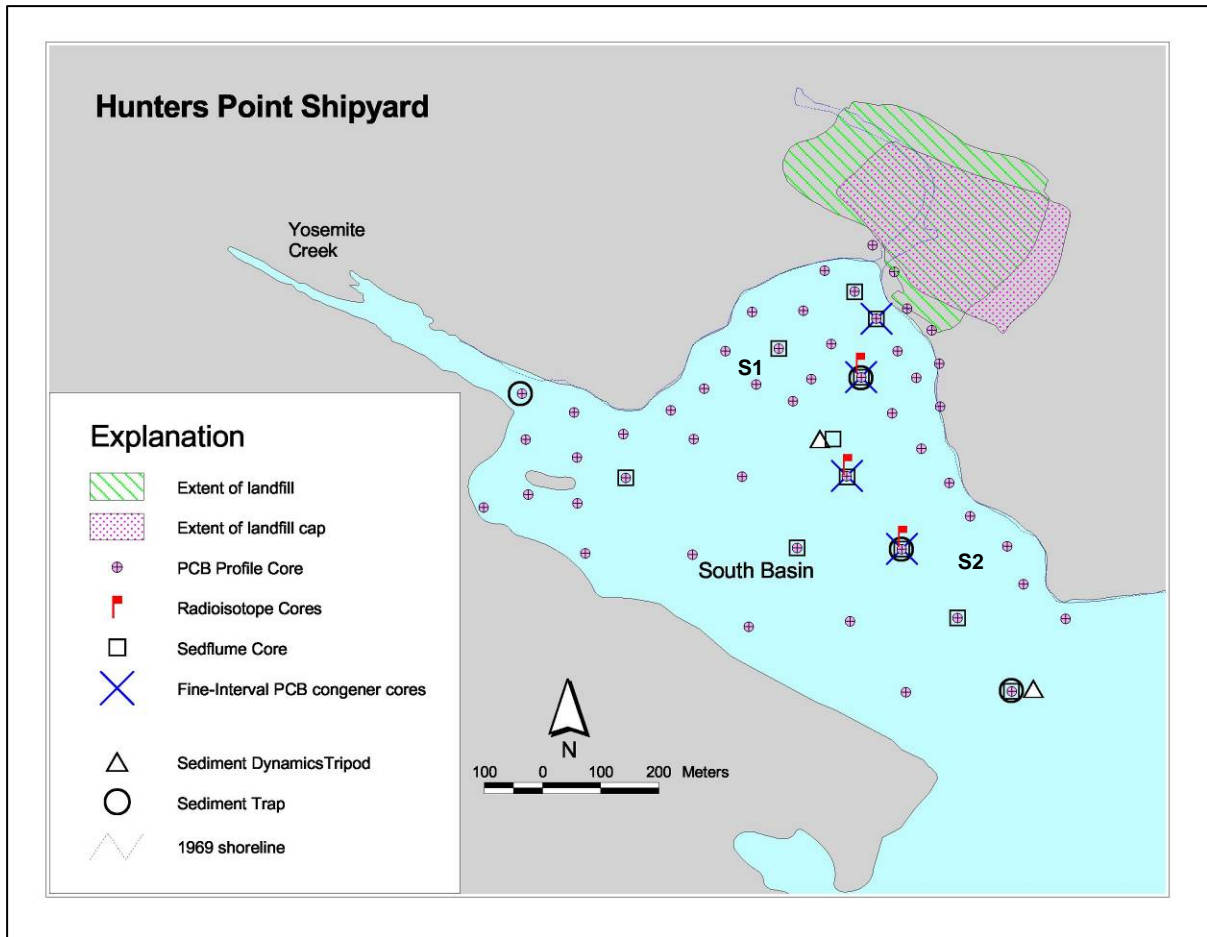 Hunters Point Shipyard
Yosemite
Creek
S1
S2
South Basin
Explanation
Extent of landfill
Extent of landfill cap
PCB Profile Core
Radioisotope Cores
Sedflume Core
Fine-Interval PCB congener cores
Sediment DynamicsTripod
Sediment Trap
1969 shoreline
N
100 0 100 200 Meters